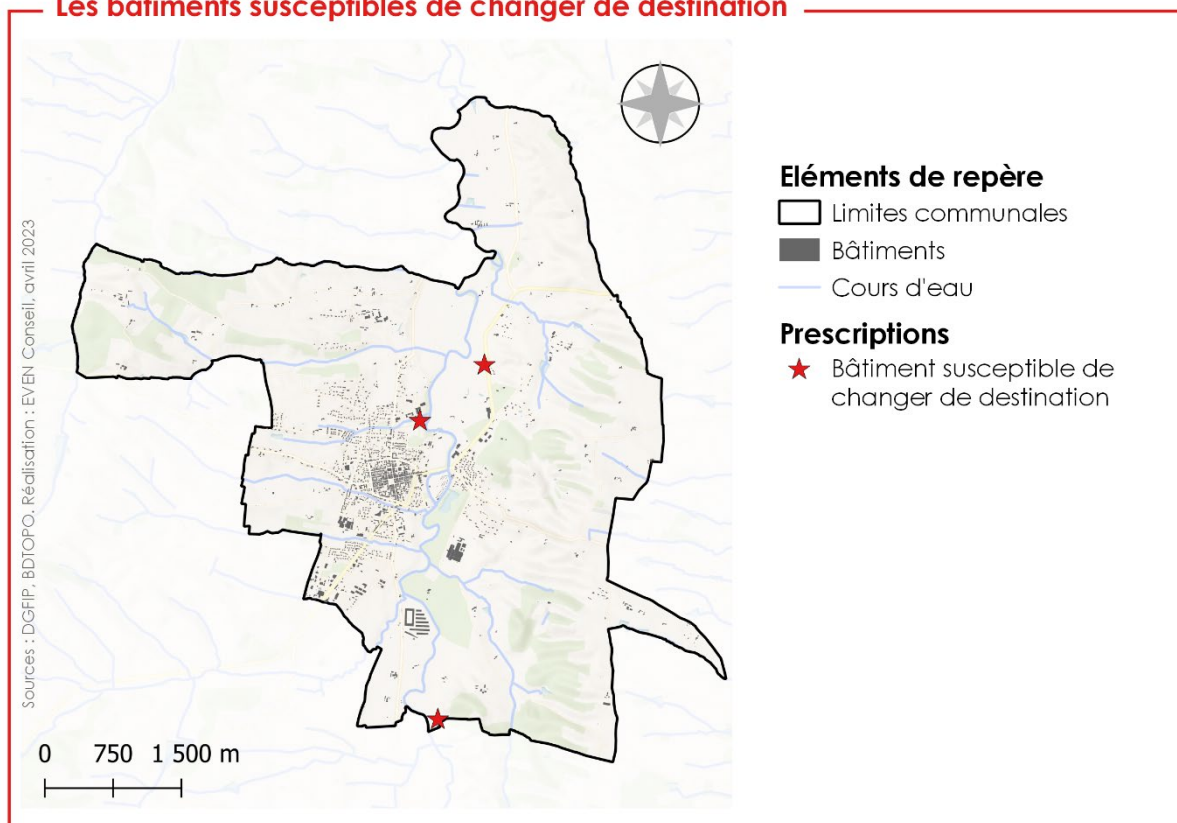 Les bâtiments susceptibles de changer de destination
Sources : DGFIP, BDTOPO. Réalisation : EVEN Conseil, avril 2023
0 750 1 500 m
Eléments de repère
Limites communales
Bâtiments
Cours d'eau
Prescriptions
Bâtiment susceptible de
changer de destination